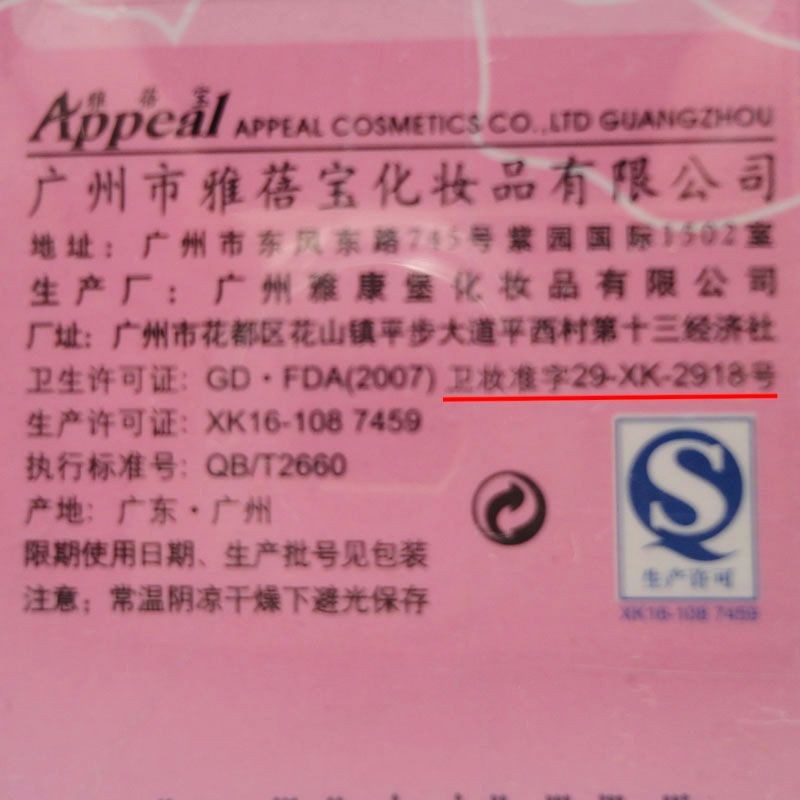 雅蓓宝
Appeal APPEAL COSMETICS CO.,LTD GUANGZHOU
广州市雅蓓宝化妆品有限公司
地址：广州市东风东路745号紫园国际1502室
生产厂：广州雅康堡化妆品有限公司
厂址：广州市花都区花山镇平步大道平西村第十三经济社
卫生许可证：GD·FDA(2007) 卫妆准字29-XK-2918号
生产许可证：XK16-108 7459
执行标准号：QB/T2660
产地：广东·广州
限期使用日期、生产批号见包装
注意：常温阴凉干燥下避光保存
生产许可
XK16-108 7459